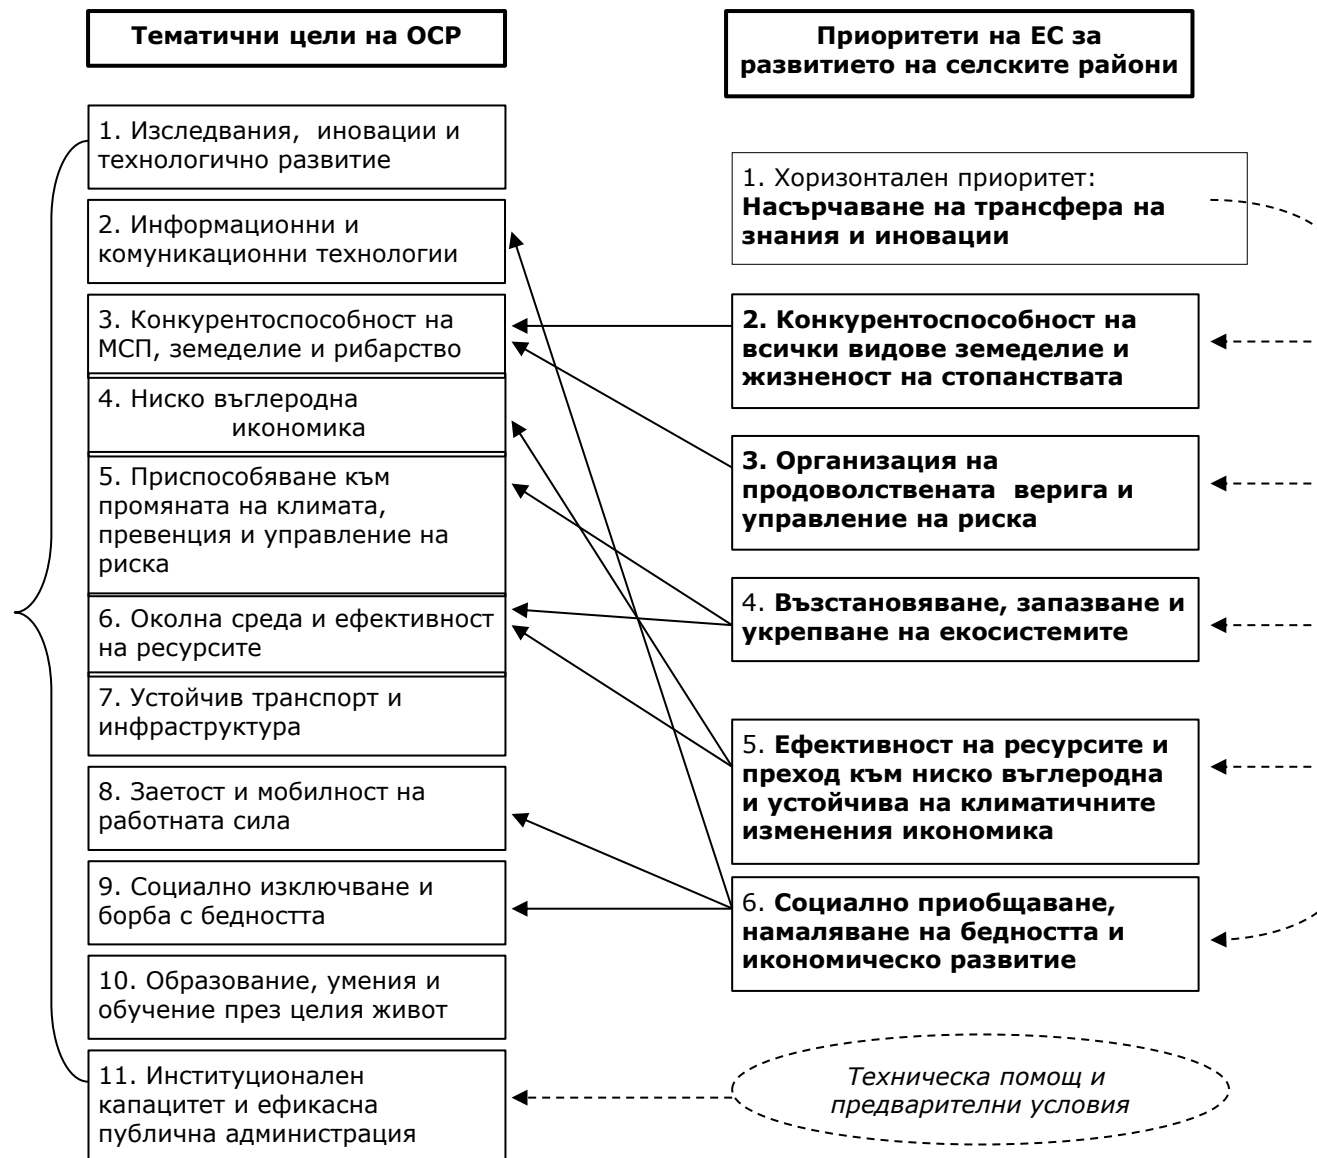 Тематични цели на ОСР
1. Изследвания, иновации и
технологично развитие
2. Информационни и
комуникационни технологии
3. Конкурентоспособност на
МСП, земеделие и рибарство
4. Ниско въглеродна
икономика
5. Приспособяване към
промяната на климата,
превенция и управление на
риска
6. Околна среда и ефективност
на ресурсите
7. Устойчив транспорт и
инфраструктура
8. Заетост и мобилност на
работната сила
9. Социално изключване и
борба с бедността
10. Образование, умения и
обучение през целия живот
11. Институционален
капацитет и ефикасна
публична администрация
Приоритети на ЕС за
развитието на селските райони
1. Хоризонтален приоритет:
Насърчаване на трансфера на
знания и иновации
2. Конкурентоспособност на
всички видове земеделие и
жизненост на стопанствата
3. Организация на
продоволствената верига и
управление на риска
4. Възстановяване, запазване и
укрепване на екосистемите
5. Ефективност на ресурсите и
преход към ниско въглеродна
и устойчива на климатичните
изменения икономика
6. Социално приобщаване,
намаляване на бедността и
икономическо развитие
Техническа помощ и
предварителни условия